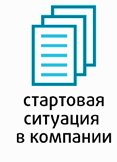 стартовая
ситуация
в компании